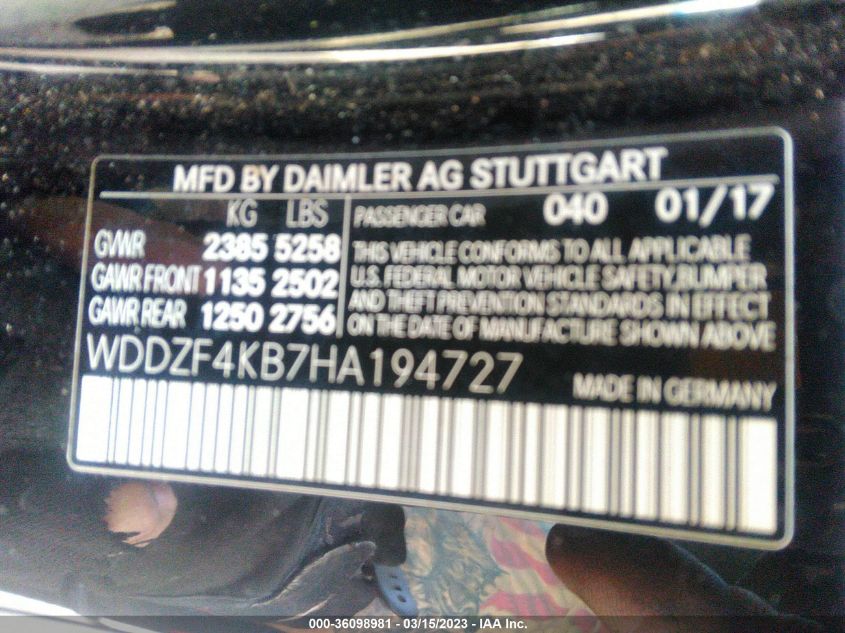 MFD BY DAIMLER AG STUTTGART
KG LBS
GVWR 2385 5258
GAWR FRONT 1135 2502
GAWR REAR 1250 2756
PASSENGER CAR 040 01/17
THIS VEHICLE CONFORMS TO ALL APPLICABLE
U.S. FEDERAL MOTOR VEHICLE SAFETY,BUMPER
AND THEFT PREVENTION STANDARDS IN EFFECT
ON THE DATE OF MANUFACTURE SHOWN ABOVE
WDDZF4KB7HA194727
MADE IN GERMANY
000-36098981 - 03/15/2023 - IAA Inc.